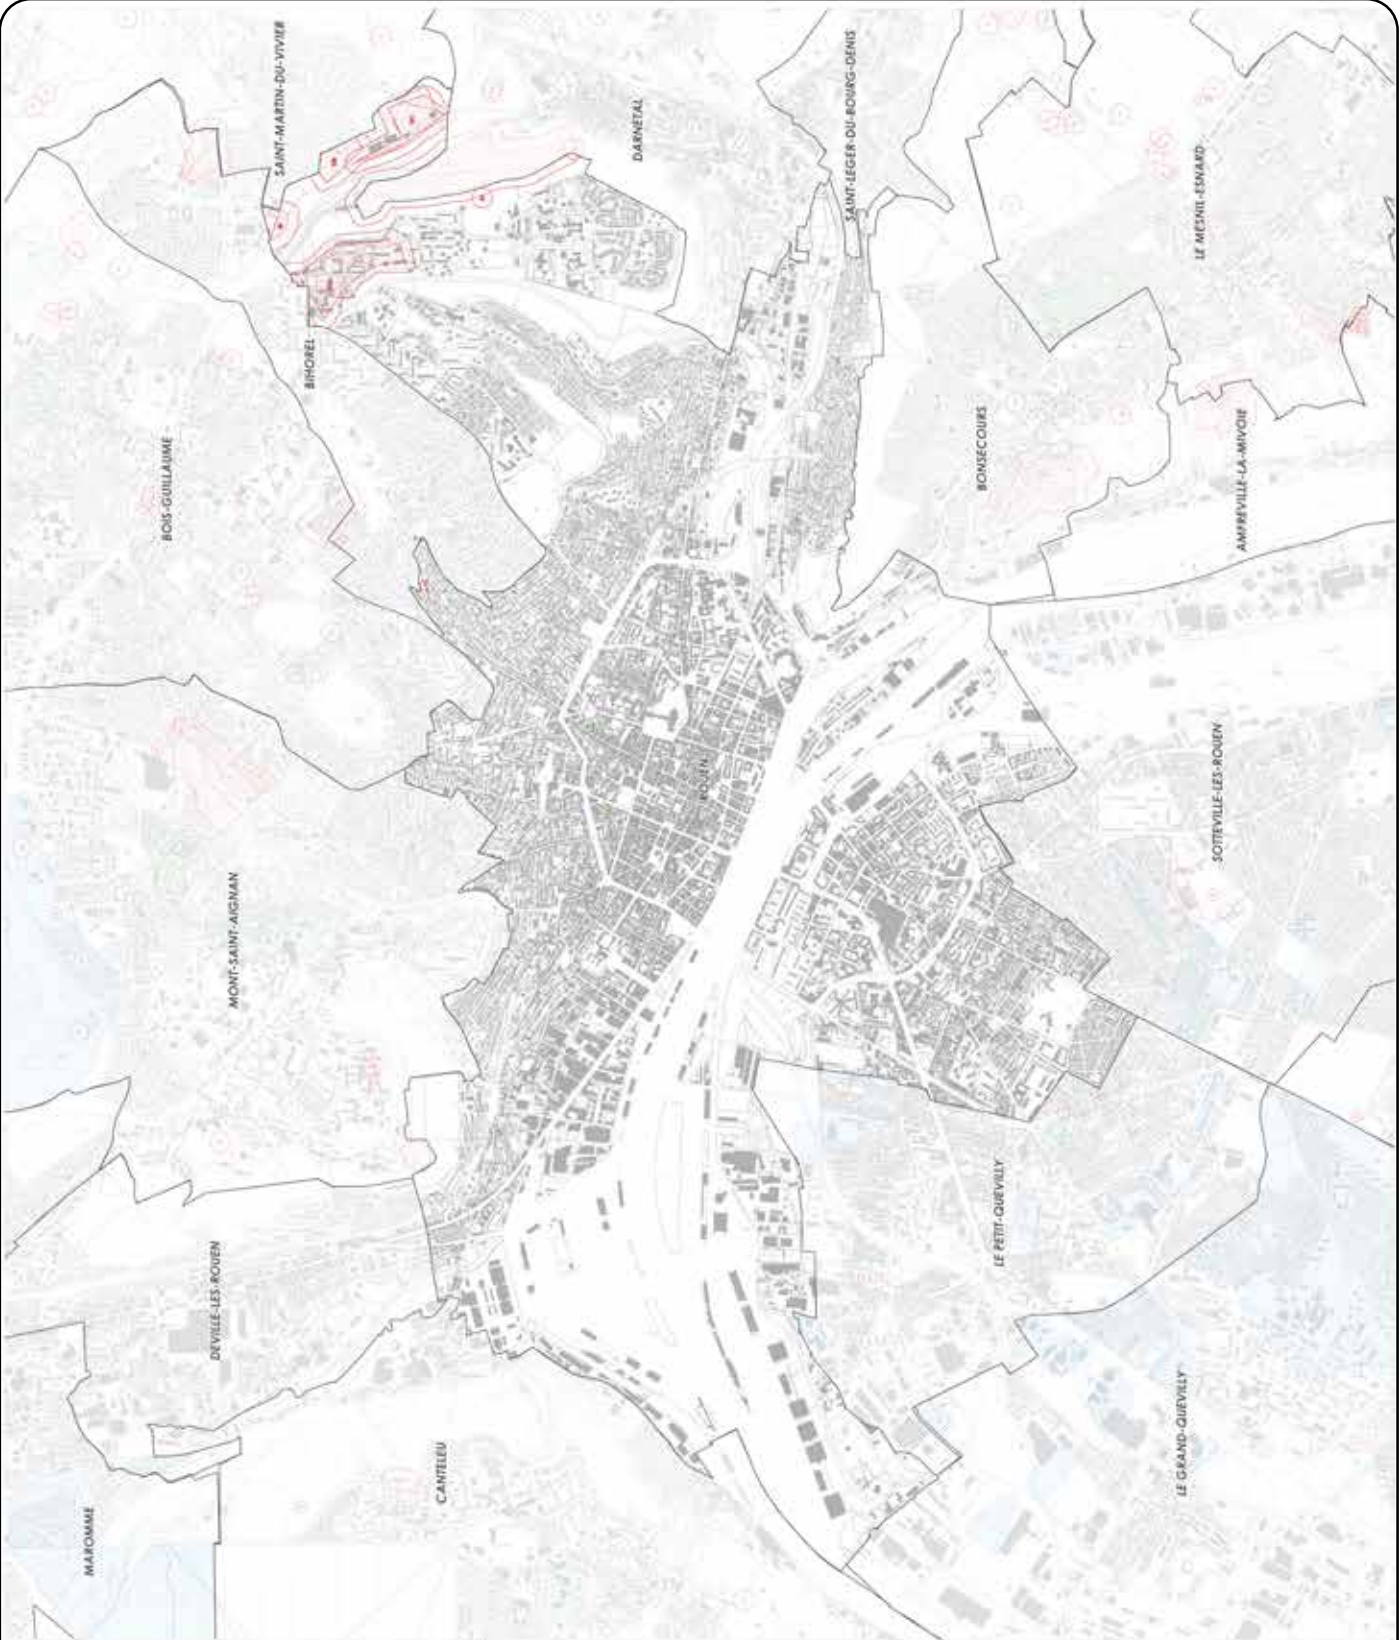 SAINT-MARTIN-DU-VIVIER
DARNETAL
SAINT-LEGER-DU-BOURG-DENIS
LE MESNIL-ESNARD
BIHOREL
BOIS-GUILLAUME
BONSECOURS
AMFREVILLE-LA-MIVOIE
ROUEN
SOTTEVILLE-LES-ROUEN
MONT-SAINT-AIGNAN
LE PETIT-QUEVILLY
DEVILLE-LES-ROUEN
LE GRAND-QUEVILLY
CANTELEU
MAROMME